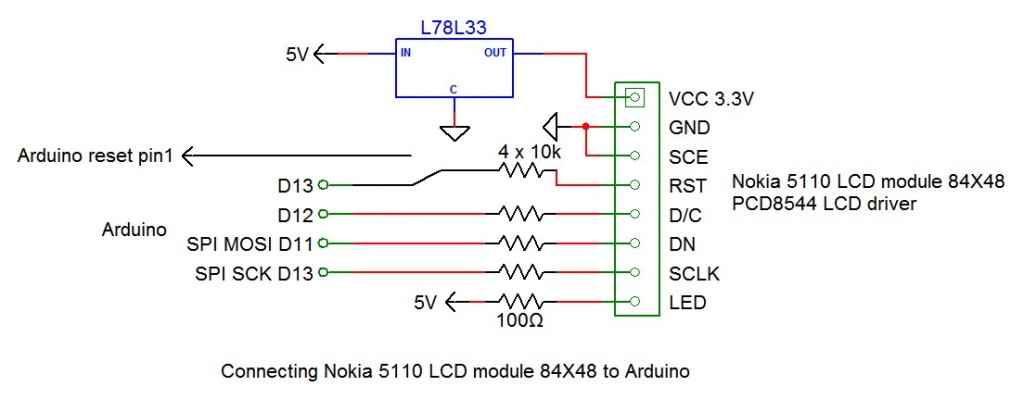 L78L33
5V
IN
OUT
C
VCC 3.3V
GND
4 x 10k
SCE
Arduino reset pin1
D13
RST
Nokia 5110 LCD module 84X48
PCD8544 LCD driver
D12
D/C
Arduino
SPI MOSI D11
DN
SPI SCK D13
SCLK
5V
LED
100Ω
Connecting Nokia 5110 LCD module 84X48 to Arduino